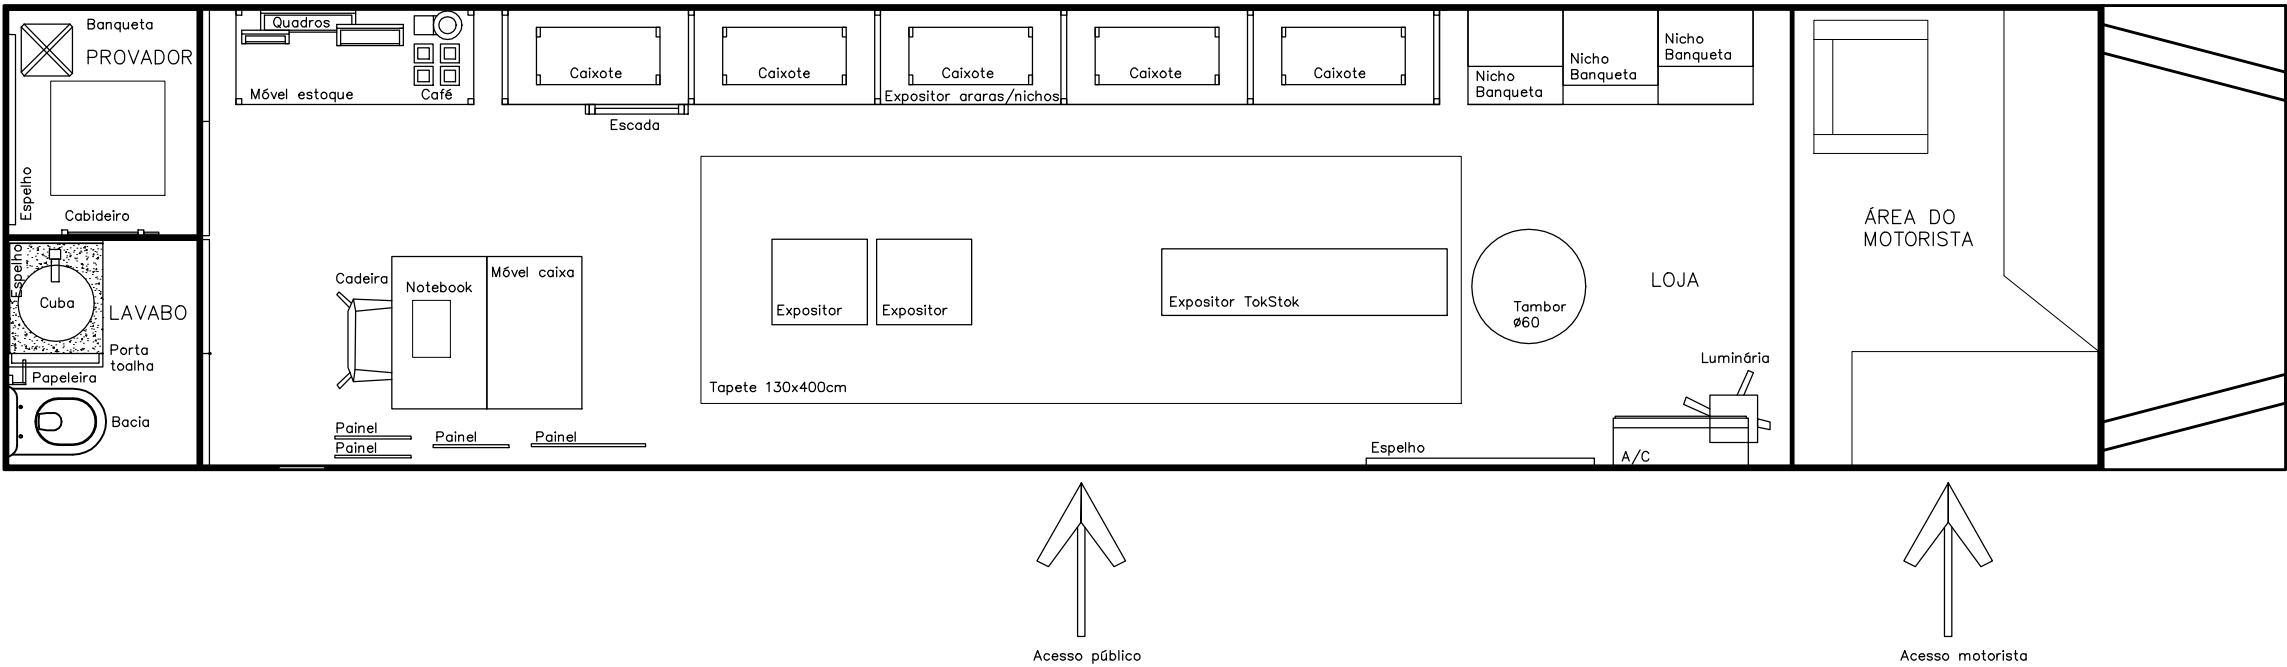 Banqueta
PROVADOR
Espelho
Cabideiro
Espelho
Cuba
LAVABO
Porta
toalha
Papeleira
Bacia
Quadros
Móvel estoque
Café
Caixote
Caixote
Caixote
Caixote
Caixote
Expositor araras/nichos
Escada
Nicho
Banqueta
Nicho
Banqueta
Nicho
Banqueta
Cadeira
Notebook
Móvel caixa
Painel
Painel
Painel
Painel
Expositor
Expositor
Expositor TokStok
Tapete 130x400cm
Tambor
ø60
LOJA
Luminária
Espelho
A/C
ÁREA DO
MOTORISTA
Acesso público
Acesso motorista